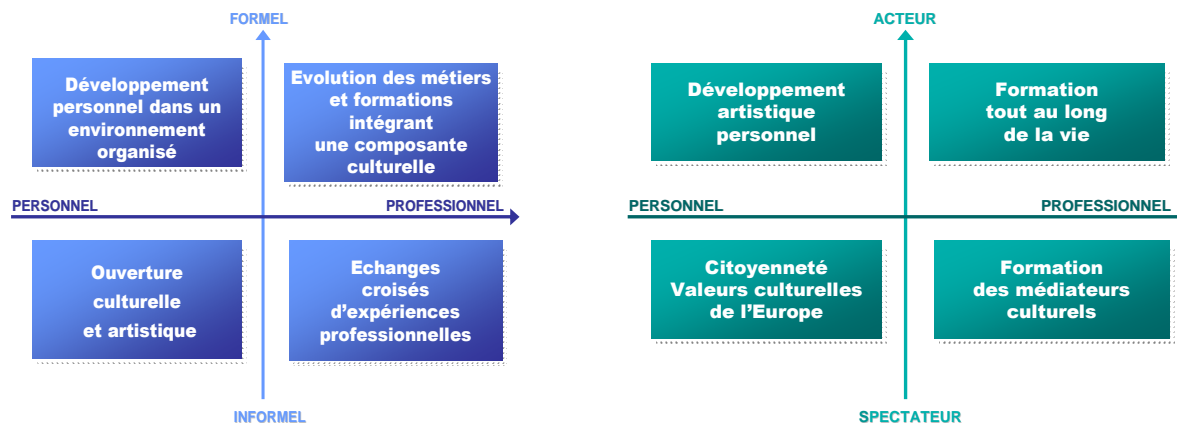 FORMEL
Développement
personnel dans un
environnement
organisé
Evolution des métiers
et formations
intégrant
une composante
culturelle
PERSONNEL
PROFESSIONNEL
Ouverture
culturelle
et artistique
Echanges
croisés
d’expériences
professionnelles
INFORMEL
ACTEUR
Développement
artistique
personnel
Formation
tout au long
de la vie
PERSONNEL
PROFESSIONNEL
Citoyenneté
Valeurs culturelles
de l’Europe
Formation
des médiateurs
culturels
SPECTATEUR